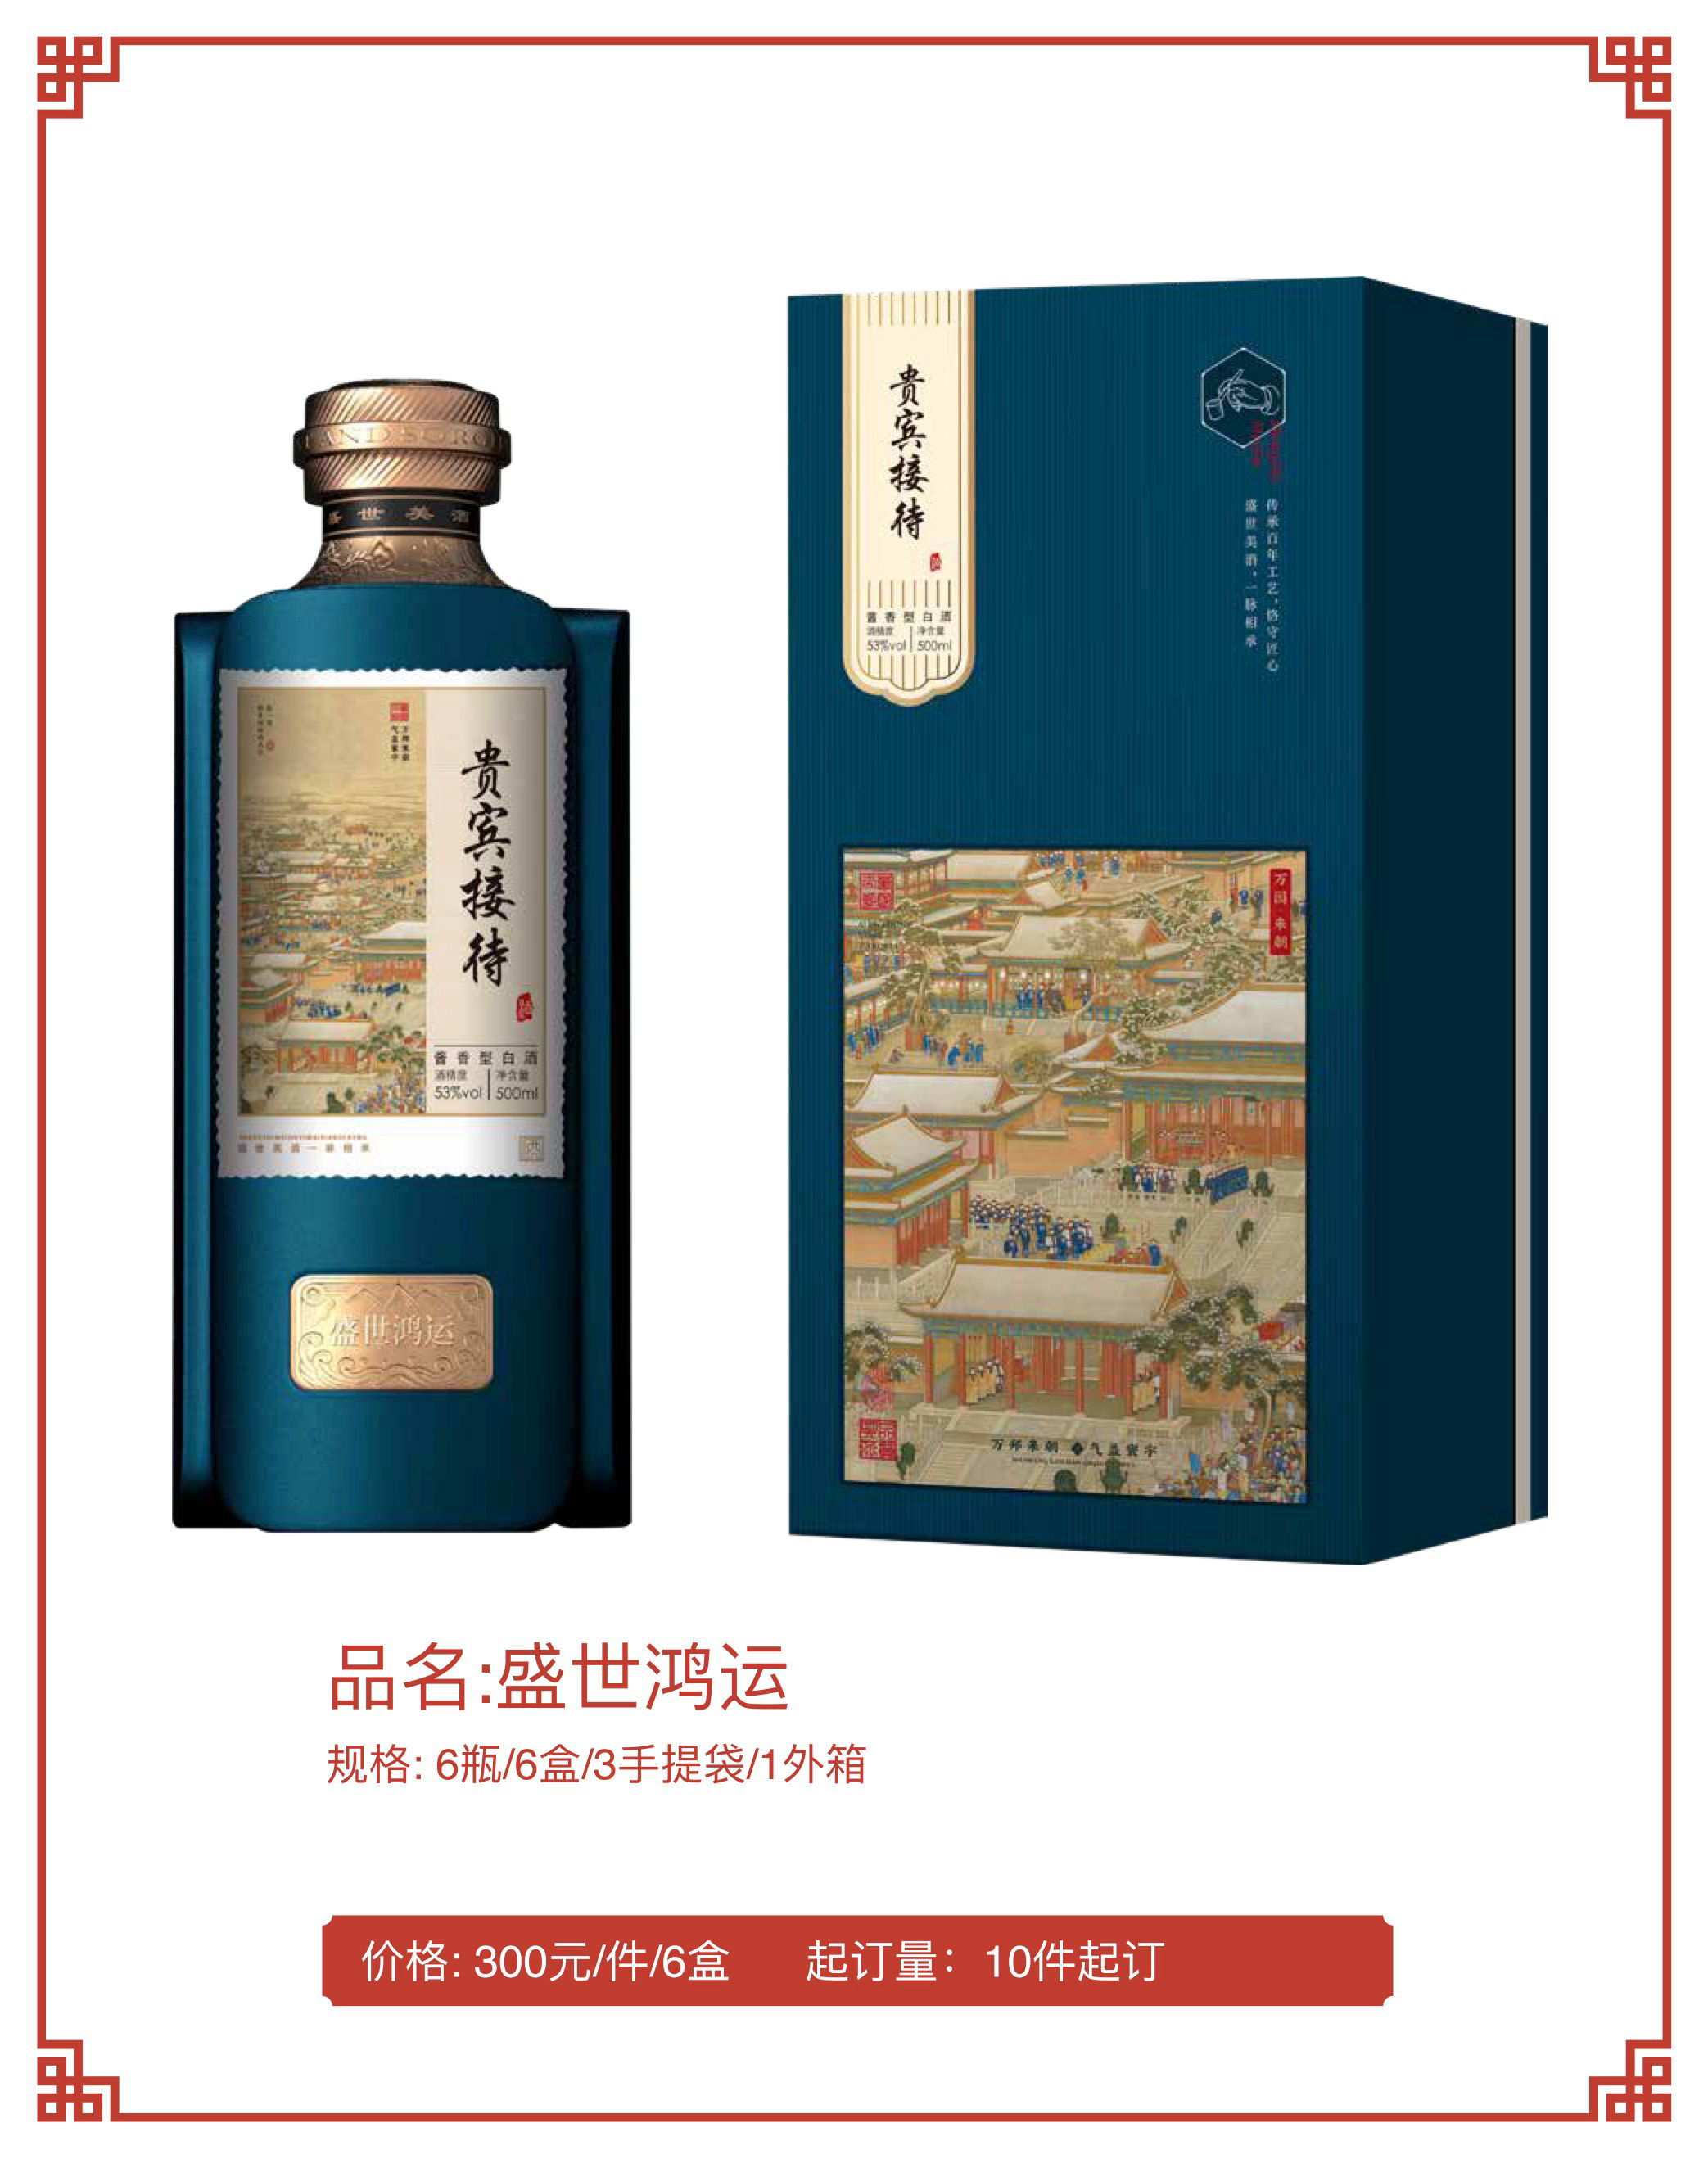 LANDSORO
盛世美酒
贵宾接待
酱香型白酒
酒精度 净含量
53%vol 500ml
盛世鸿运
贵宾接待
酱香型白酒
酒精度 净含量
53%vol 500ml
传承百年工艺，恪守匠心
盛世美酒，一脉相承
万国来朝
万邦来朝 气盖寰宇
品名:盛世鸿运
规格: 6瓶/6盒/3手提袋/1外箱
价格: 300元/件/6盒 起订量：10件起订